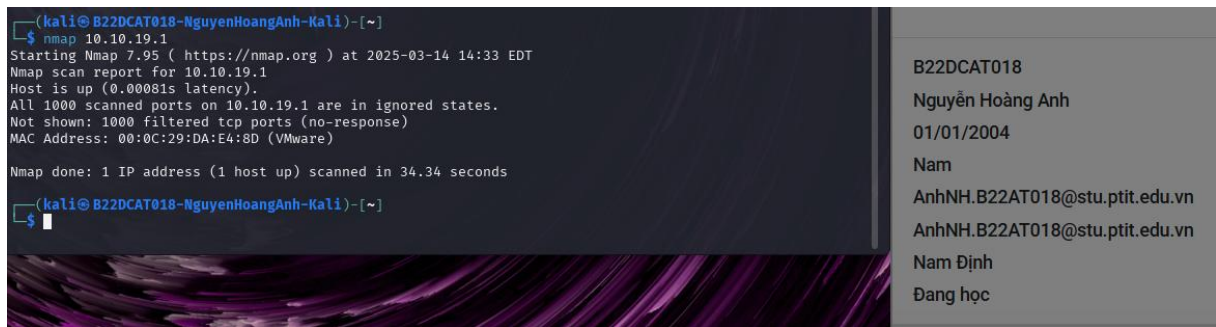 (kali㉿B22DCAT018-NguyenHoangAnh-Kali)-[~]
$ nmap 10.10.19.1
Starting Nmap 7.95 ( https://nmap.org ) at 2025-03-14 14:33 EDT
Nmap scan report for 10.10.19.1
Host is up (0.00081s latency).
All 1000 scanned ports on 10.10.19.1 are in ignored states.
Not shown: 1000 filtered tcp ports (no-response)
MAC Address: 00:0C:29:DA:E4:8D (VMware)
Nmap done: 1 IP address (1 host up) scanned in 34.34 seconds
(kali㉿B22DCAT018-NguyenHoangAnh-Kali)-[~]
$
B22DCAT018
Nguyễn Hoàng Anh
01/01/2004
Nam
AnhNH.B22AT018@stu.ptit.edu.vn
AnhNH.B22AT018@stu.ptit.edu.vn
Nam Định
Đang học